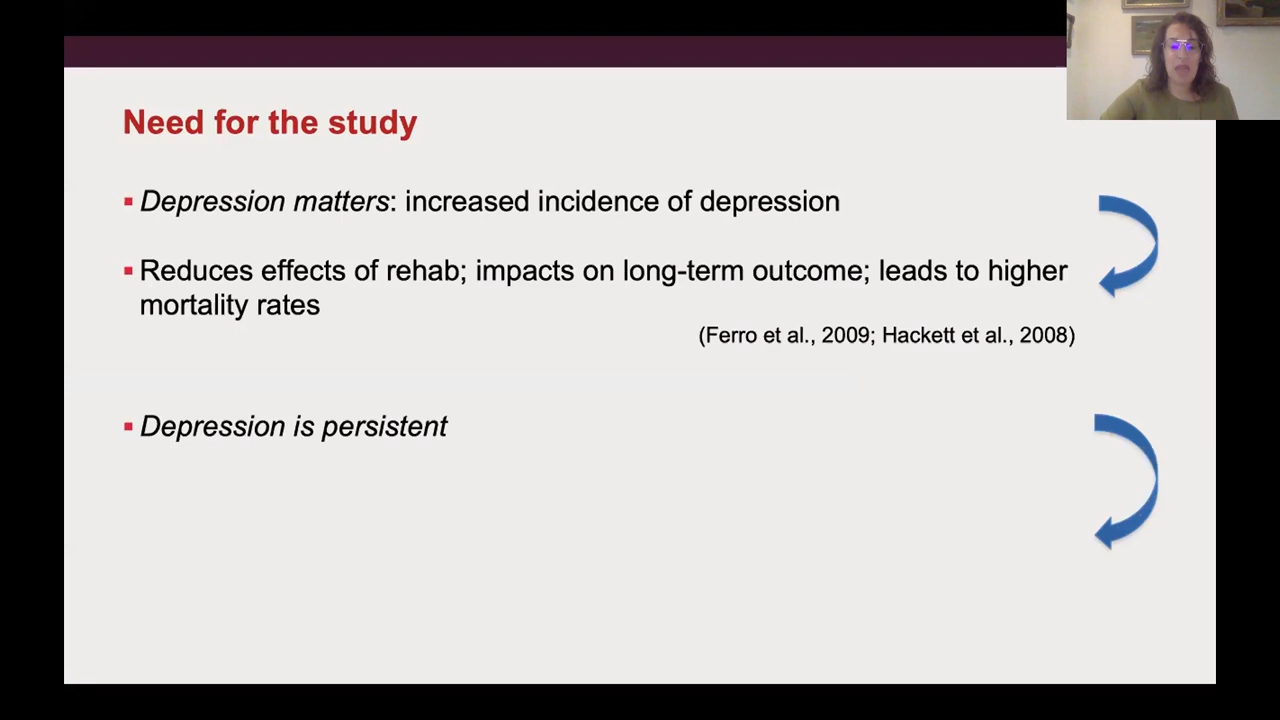 Need for the study
Depression matters: increased incidence of depression
Reduces effects of rehab; impacts on long-term outcome; leads to higher
mortality rates
(Ferro et al., 2009; Hackett et al., 2008)
Depression is persistent